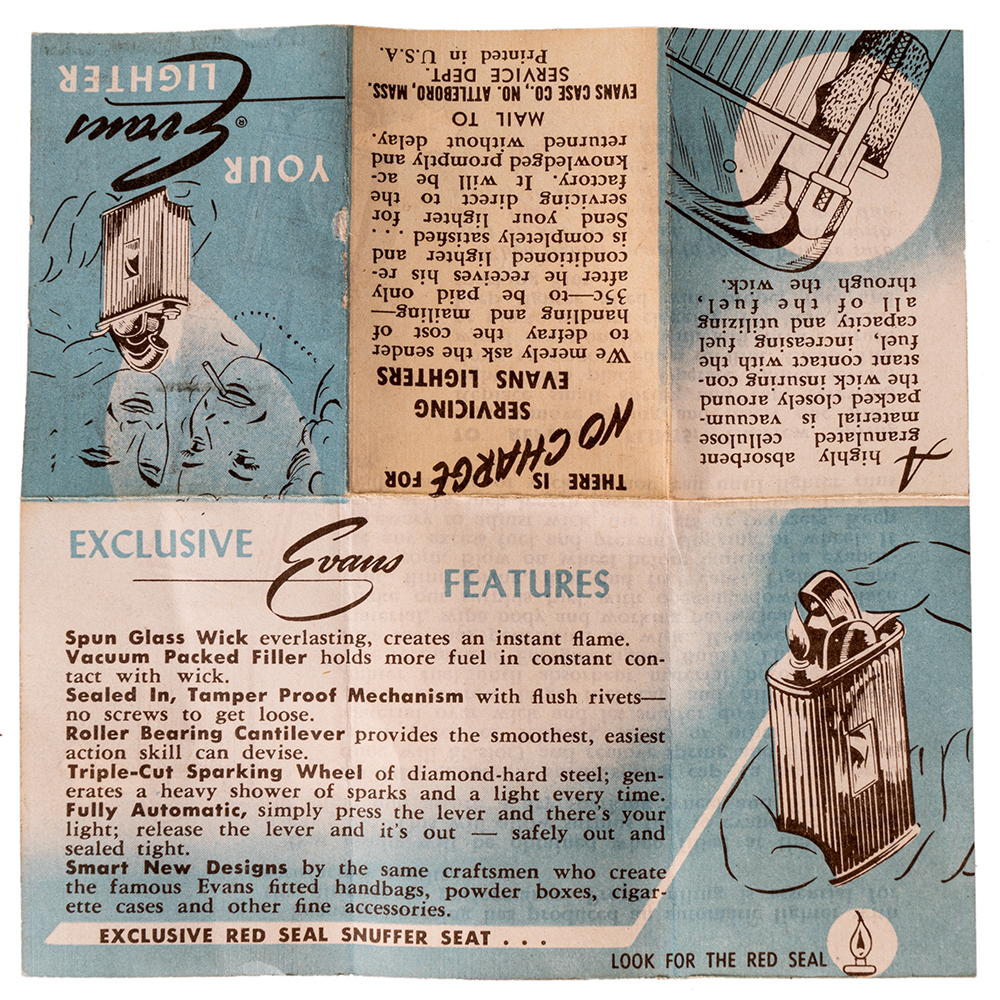 YOUR
Evans®
LIGHTER
THERE IS NO CHARGE FOR
SERVICING
EVANS LIGHTERS
We merely ask the sender
to defray the cost of
handling and mailing—
35c—to be paid only
after he receives his re-
conditioned lighter and
is completely satisfied . . .
Send your lighter for
servicing direct to the
factory. It will be ac-
knowledged promptly and
returned without delay.
MAIL TO
EVANS CASE CO., NO. ATTLEBORO, MASS.
SERVICE DEPT.
Printed in U.S.A.
A highly absorbent
granulated cellulose
material is vacuum-
packed closely around
the wick insuring con-
stant contact with the
fuel, increasing fuel
capacity and utilizing
all of the fuel,
through the wick.
EXCLUSIVE Evans FEATURES
Spun Glass Wick everlasting, creates an instant flame.
Vacuum Packed Filler holds more fuel in constant con-
tact with wick.
Sealed In, Tamper Proof Mechanism with flush rivets—
no screws to get loose.
Roller Bearing Cantilever provides the smoothest, easiest
action skill can devise.
Triple-Cut Sparking Wheel of diamond-hard steel; gen-
erates a heavy shower of sparks and a light every time.
Fully Automatic, simply press the lever and there's your
light; release the lever and it's out — safely out and
sealed tight.
Smart New Designs by the same craftsmen who create
the famous Evans fitted handbags, powder boxes, cigar-
ette cases and other fine accessories.
EXCLUSIVE RED SEAL SNUFFER SEAT . . .
LOOK FOR THE RED SEAL